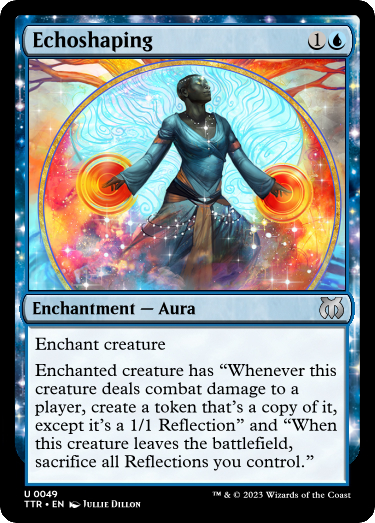 Echoshaping 1
Enchantment — Aura
Enchant creature
Enchanted creature has “Whenever this
creature deals combat damage to a
player, create a token that’s a copy of it,
except it’s a 1/1 Reflection” and “When
this creature leaves the battlefield,
sacrifice all Reflections you control.”
U 0049
TTR • EN Jullie Dillon
™ & © 2023 Wizards of the Coast